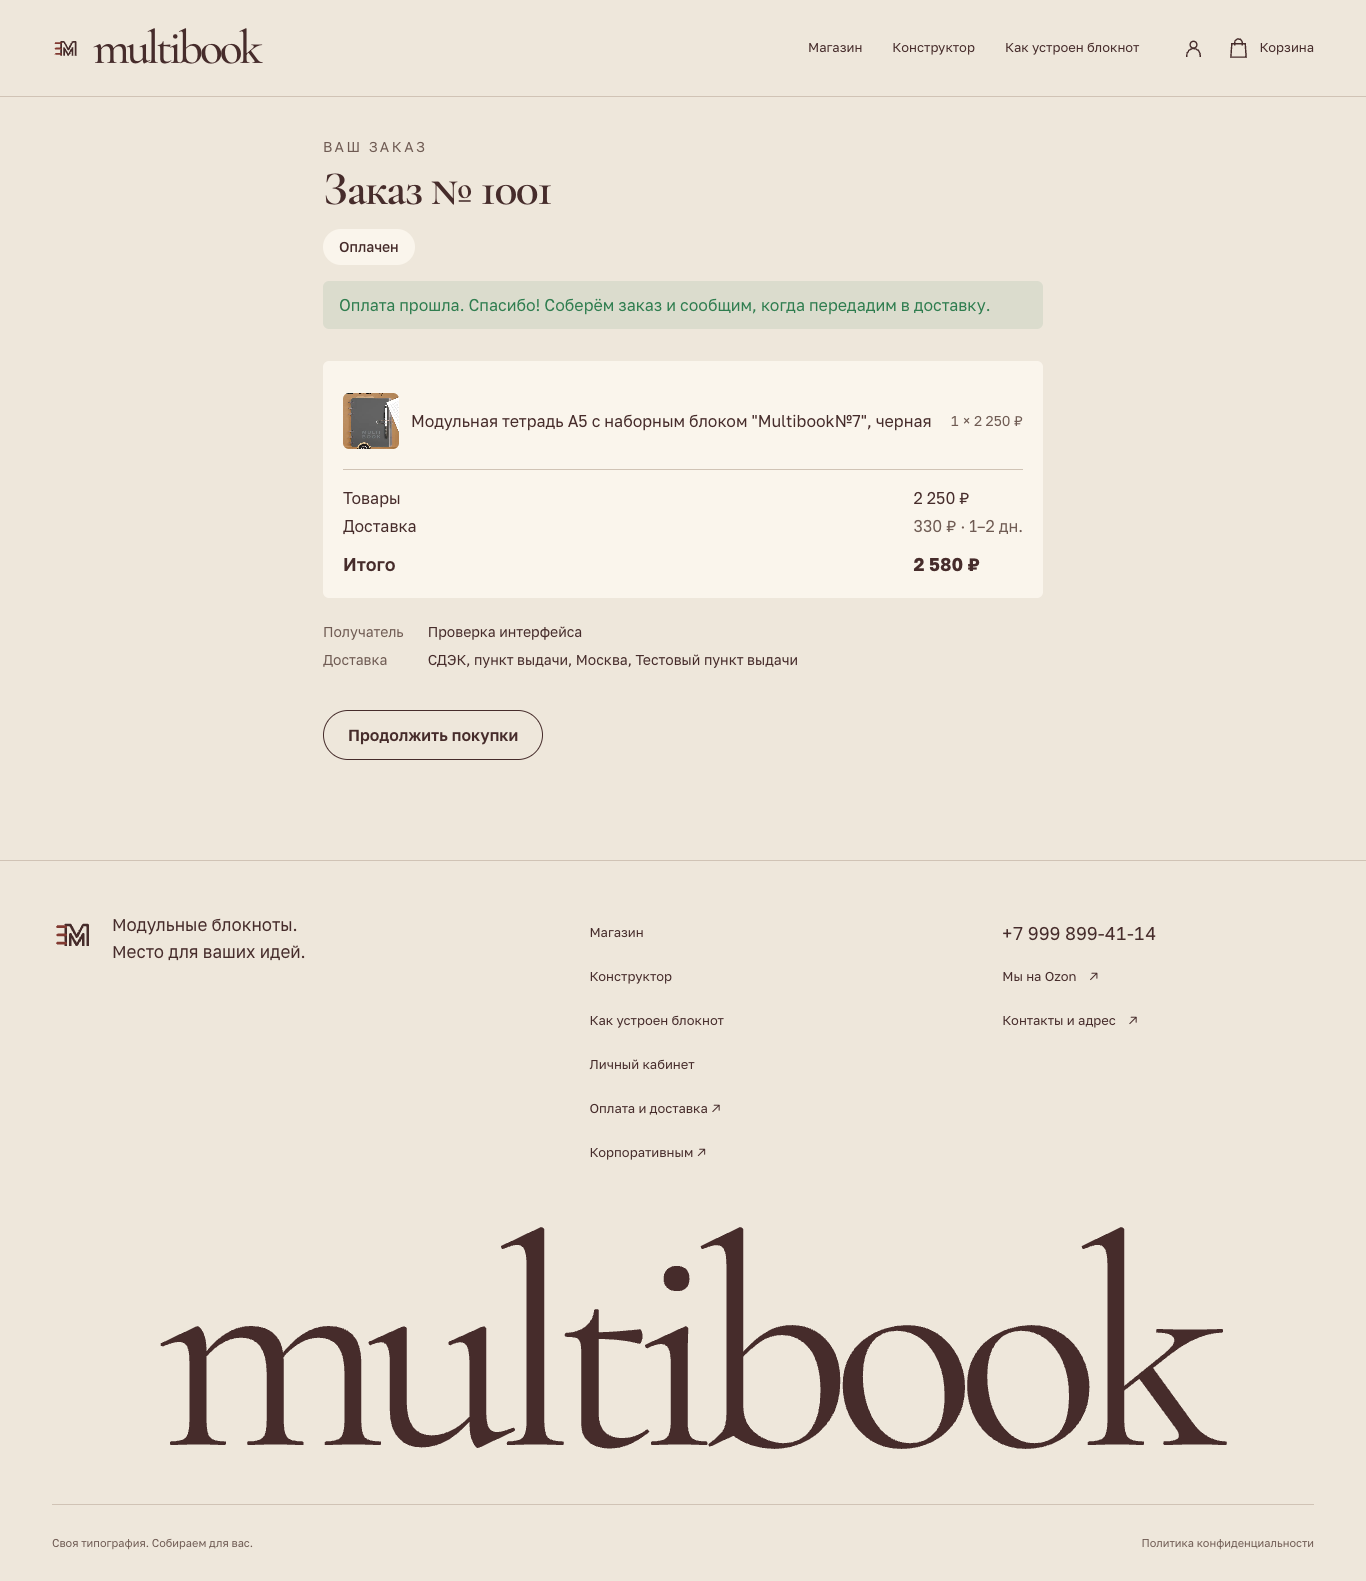 multibook
Магазин
Конструктор
Как устроен блокнот
Корзина
ВАШ ЗАКАЗ
Заказ № 1001
Оплачен
Оплата прошла. Спасибо! Соберём заказ и сообщим, когда передадим в доставку.
Модульная тетрадь А5 с наборным блоком "Multibook№7", черная 1 × 2 250 ₽
Товары 2 250 ₽
Доставка 330 ₽ · 1–2 дн.
Итого 2 580 ₽
Получатель Проверка интерфейса
Доставка СДЭК, пункт выдачи, Москва, Тестовый пункт выдачи
Продолжить покупки
Модульные блокноты.
Место для ваших идей.
Магазин
Конструктор
Как устроен блокнот
Личный кабинет
Оплата и доставка ↗
Корпоративным ↗
+7 999 899-41-14
Мы на Ozon ↗
Контакты и адрес ↗
multibook
Своя типография. Собираем для вас.
Политика конфиденциальности